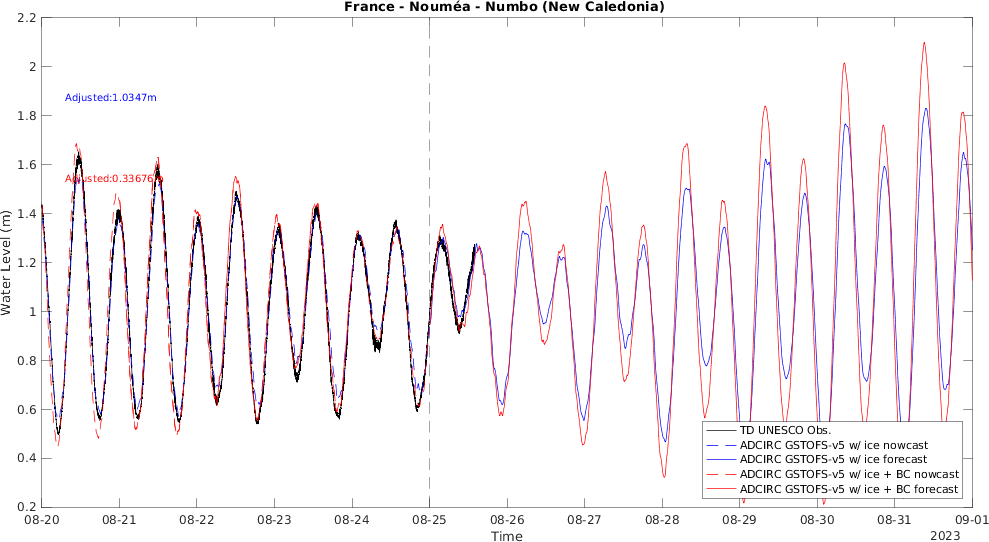 France - Nouméa - Numbo (New Caledonia)
2.2
2
1.8
1.6
1.4
1.2
1
0.8
0.6
0.4
0.2
Water Level (m)
Adjusted:1.0347m
Adjusted:0.33676m
TD UNESCO Obs.
ADCIRC GSTOFS-v5 w/ ice nowcast
ADCIRC GSTOFS-v5 w/ ice forecast
ADCIRC GSTOFS-v5 w/ ice + BC nowcast
ADCIRC GSTOFS-v5 w/ ice + BC forecast
08-20 08-21 08-22 08-23 08-24 08-25 08-26 08-27 08-28 08-29 08-30 08-31 09-01
Time
2023